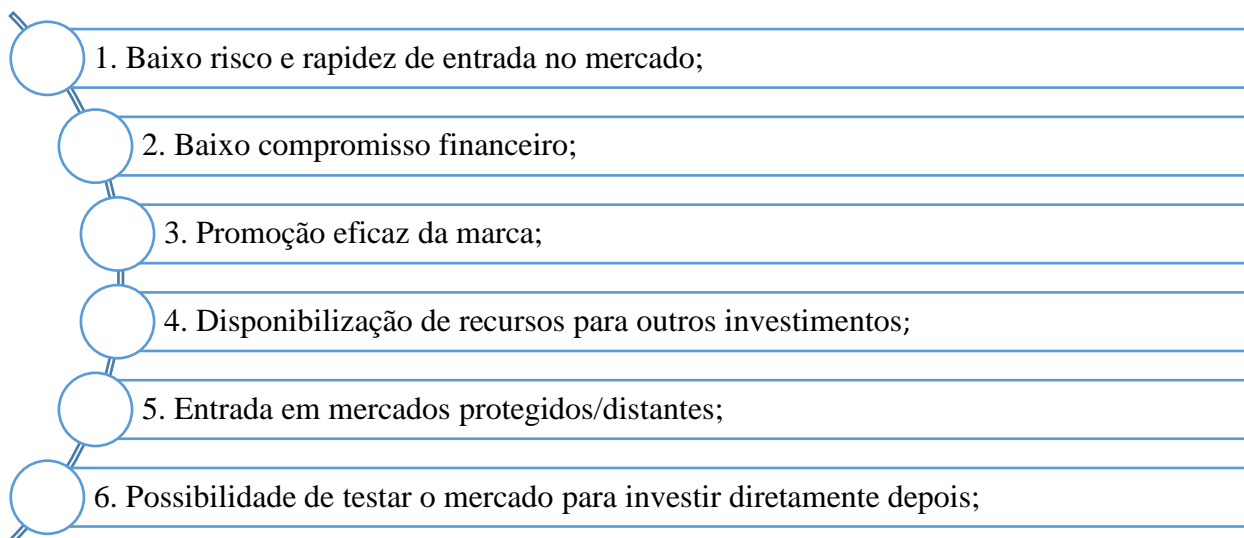 1. Baixo risco e rapidez de entrada no mercado;
2. Baixo compromisso financeiro;
3. Promoção eficaz da marca;
4. Disponibilização de recursos para outros investimentos;
5. Entrada em mercados protegidos/distantes;
6. Possibilidade de testar o mercado para investir diretamente depois;